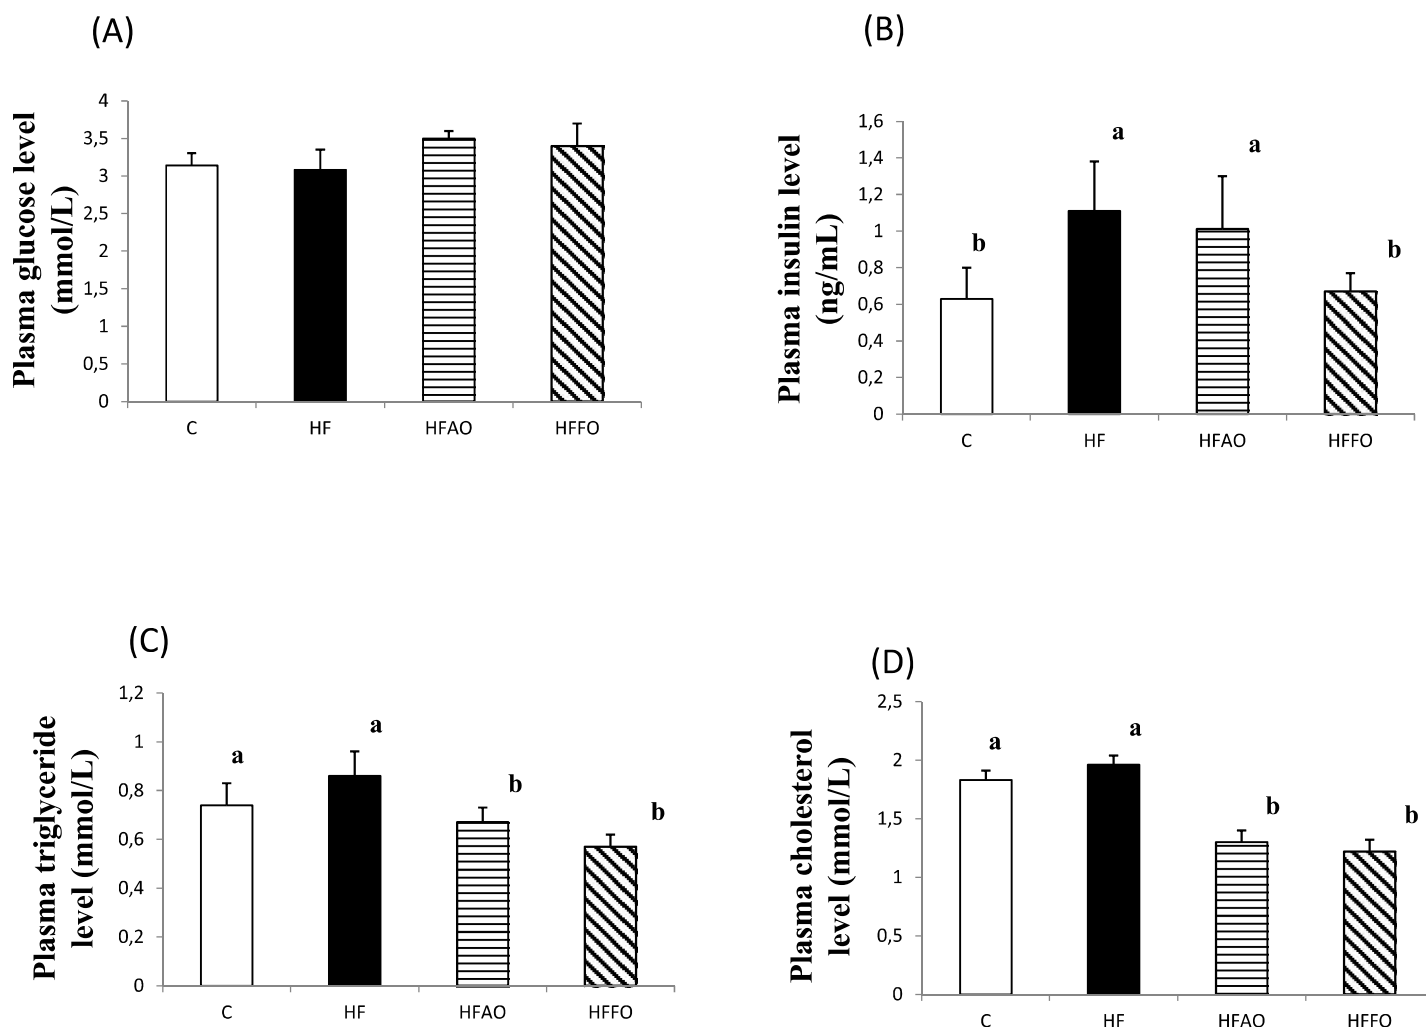 (A)
Plasma glucose level
(mmol/L)
4
3,5
3
2,5
2
1,5
1
0,5
0
C HF HFAO HFFO
(B)
Plasma insulin level
(ng/mL)
1,6
1,4
1,2
1
0,8
0,6
0,4
0,2
0
b a a b
C HF HFAO HFFO
(C)
Plasma triglyceride
level (mmol/L)
1,2
1
0,8
0,6
0,4
0,2
0
a a b b
C HF HFAO HFFO
(D)
Plasma cholesterol
level (mmol/L)
2,5
2
1,5
1
0,5
0
a a b b
C HF HFAO HFFO